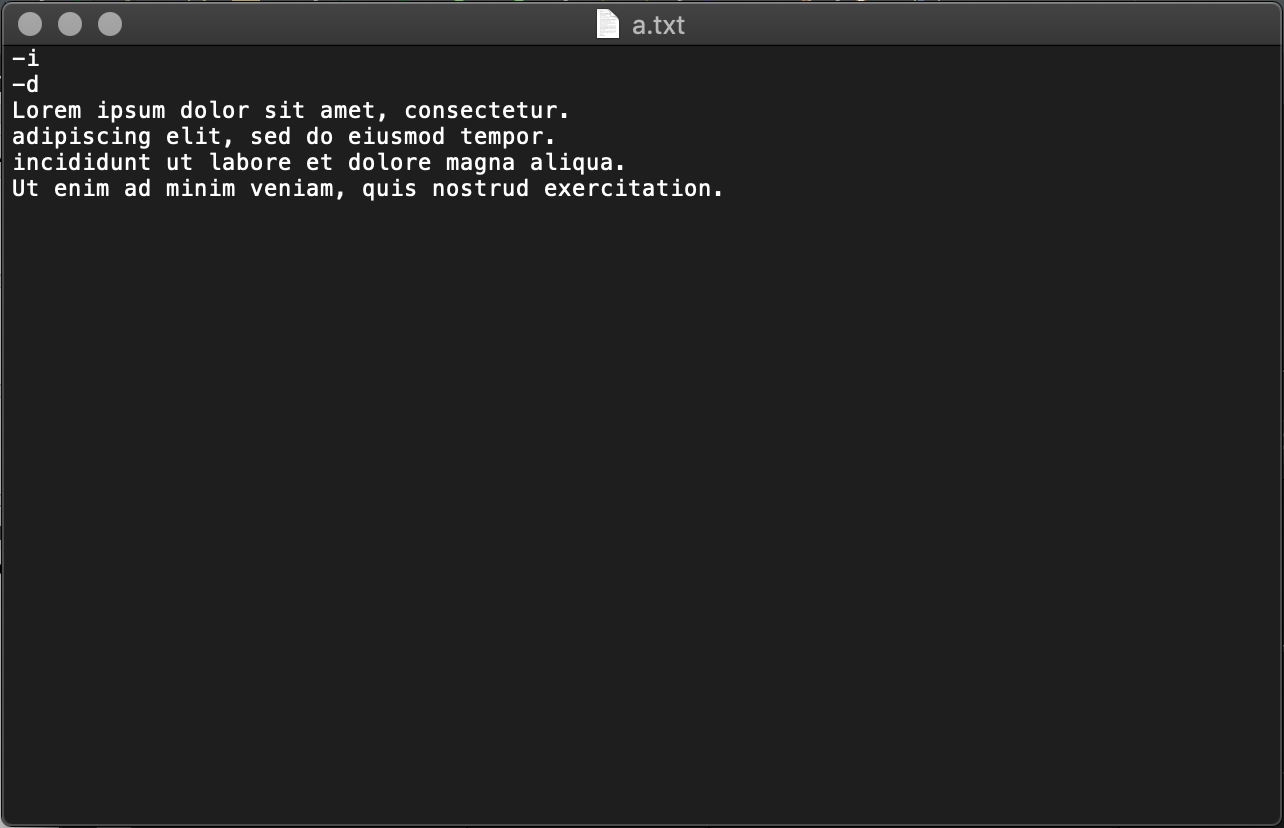 a.txt
-i
-d
Lorem ipsum dolor sit amet, consectetur.
adipiscing elit, sed do eiusmod tempor.
incididunt ut labore et dolore magna aliqua.
Ut enim ad minim veniam, quis nostrud exercitation.